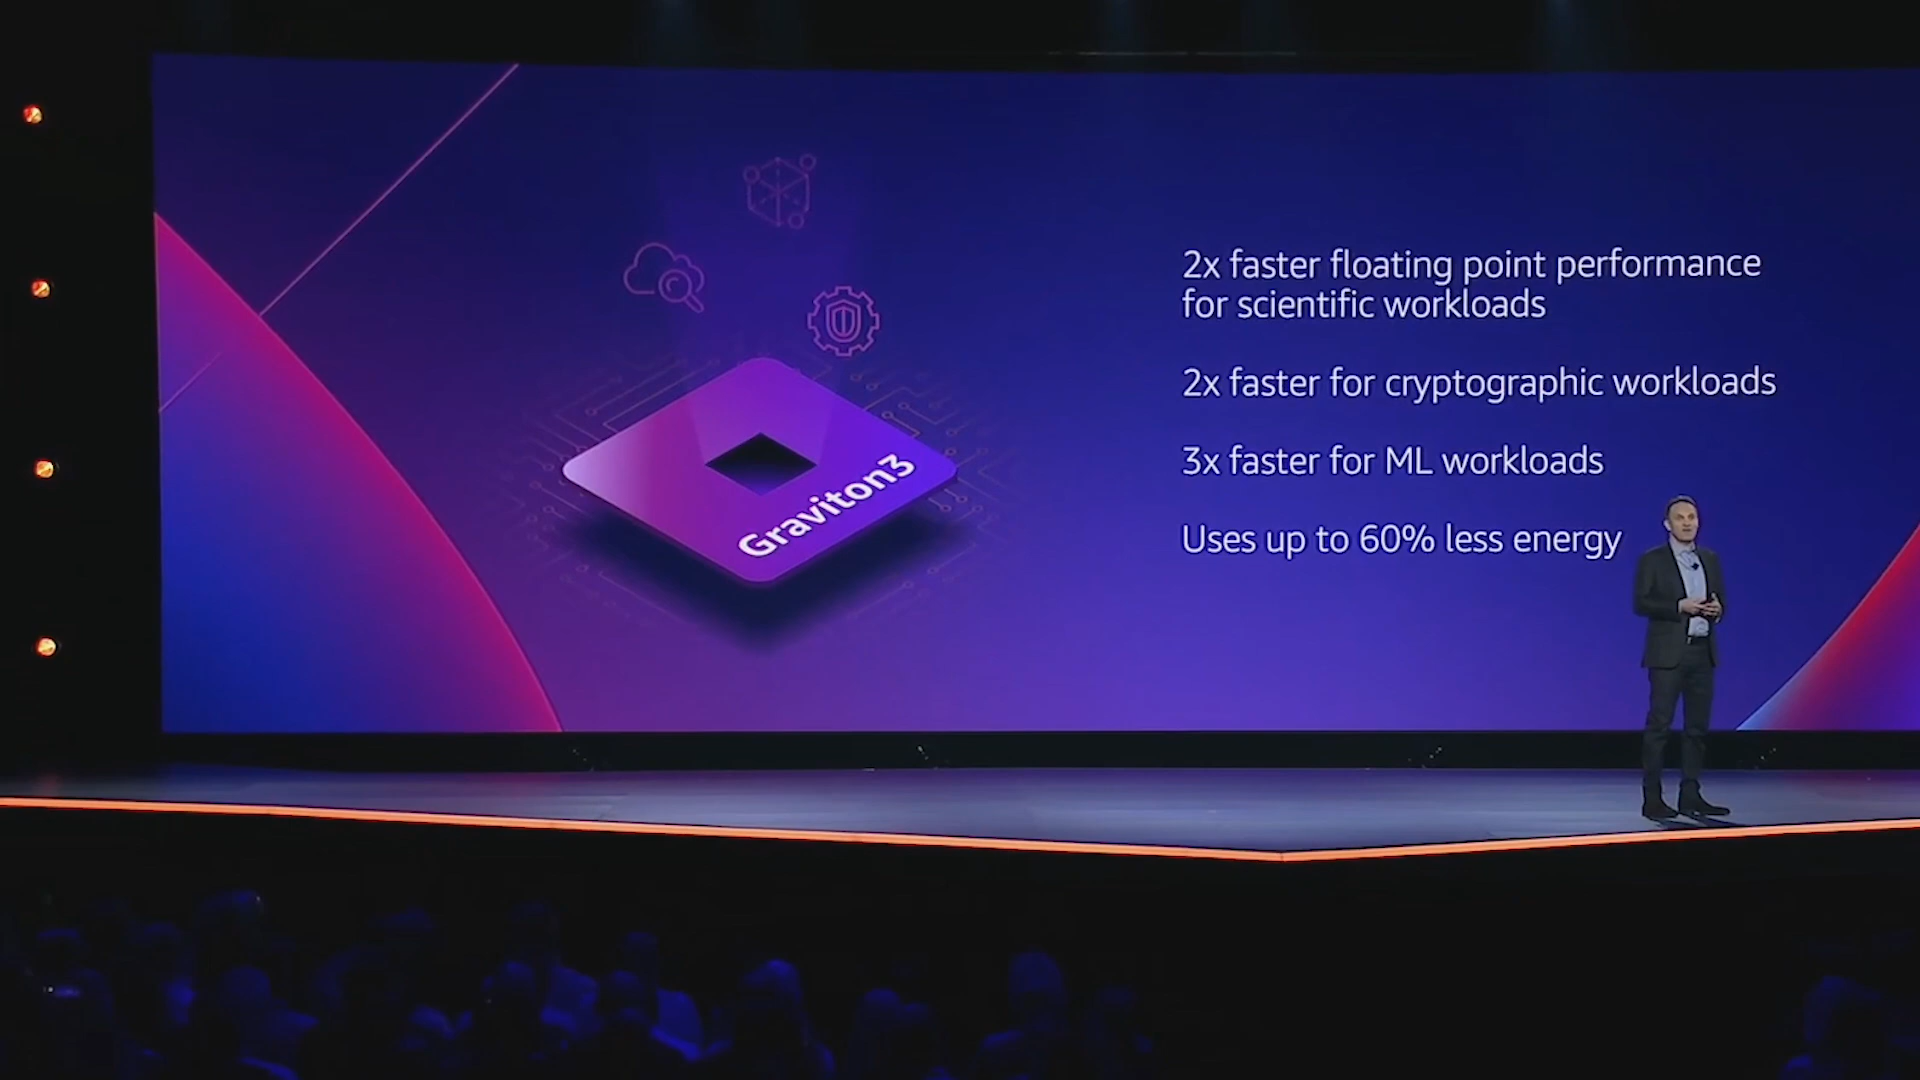 2x faster floating point performance
for scientific workloads
2x faster for cryptographic workloads
3x faster for ML workloads
Uses up to 60% less energy
Graviton3